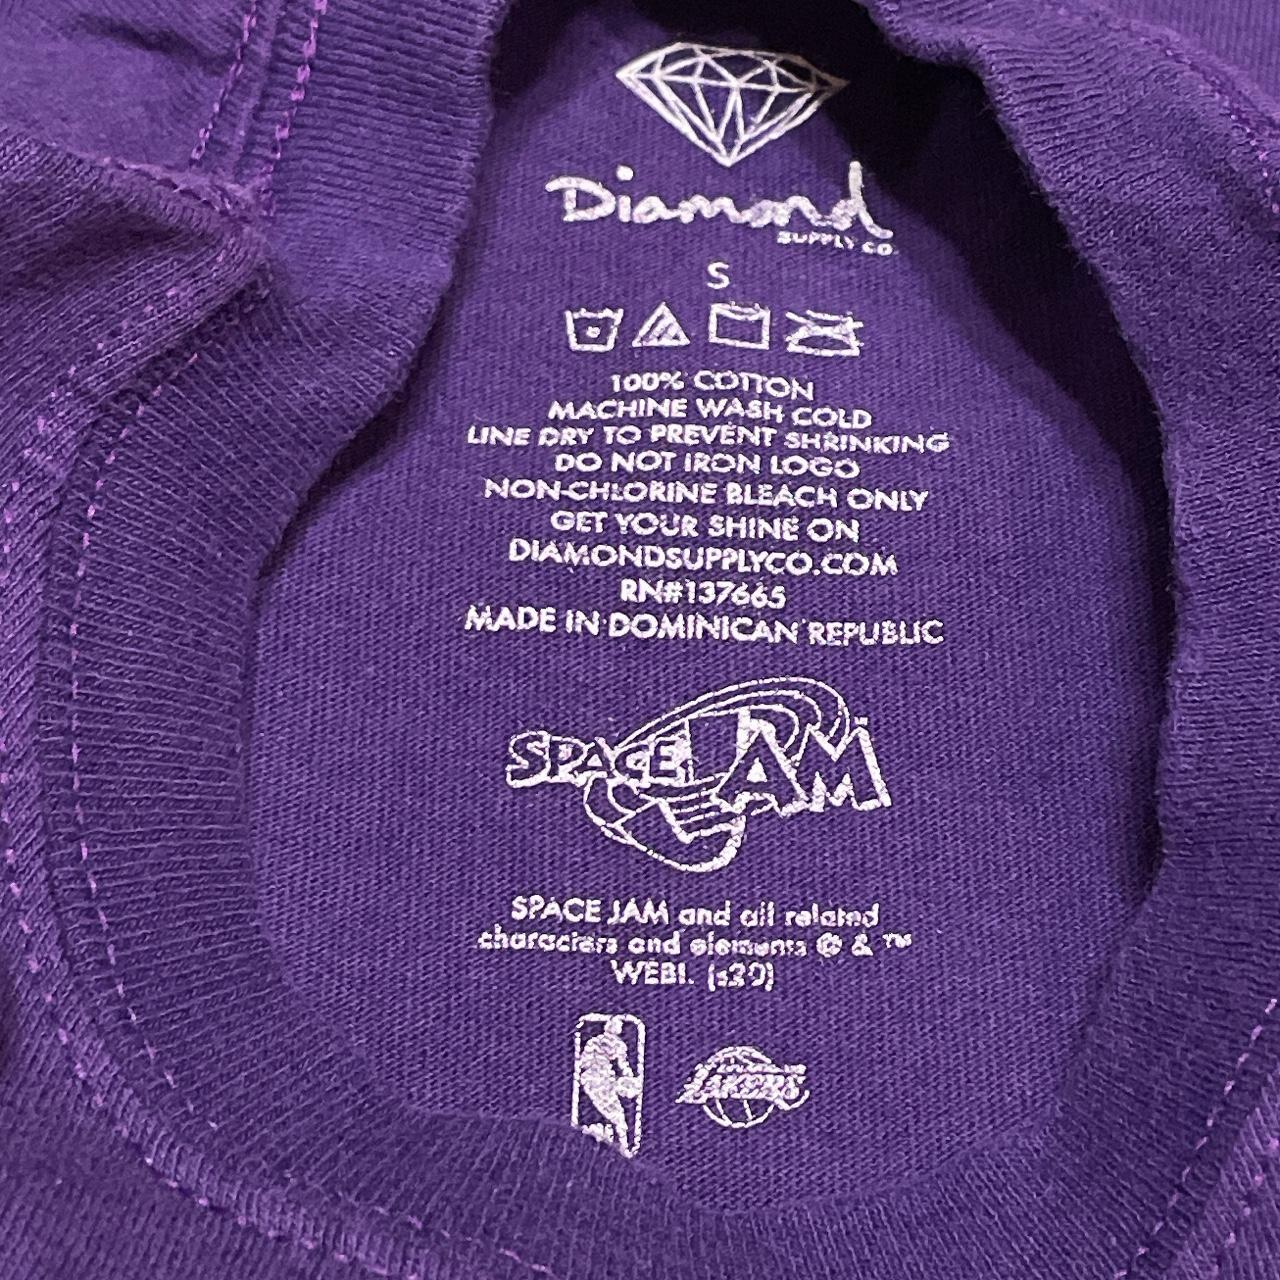 Diamond
SUPPLY CO.
S
100% COTTON
MACHINE WASH COLD
LINE DRY TO PREVENT SHRINKING
DO NOT IRON LOGO
NON-CHLORINE BLEACH ONLY
GET YOUR SHINE ON
DIAMONDSUPPLYCO.COM
RN#137665
MADE IN DOMINICAN REPUBLIC
SPACE JAM
SPACE JAM and all related
characters and elements © & ™
WEBI. (s20)
LAKERS